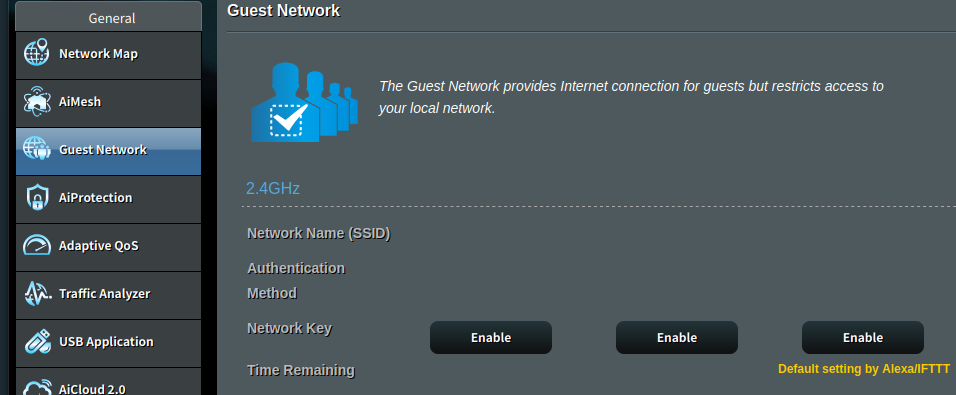 General
Network Map
AiMesh
Guest Network
AiProtection
Adaptive QoS
Traffic Analyzer
USB Application
AiCloud 2.0
Guest Network
The Guest Network provides Internet connection for guests but restricts access to
your local network.
2.4GHz
Network Name (SSID)
Authentication
Method
Network Key
Enable Enable Enable
Default setting by Alexa/IFTTT
Time Remaining